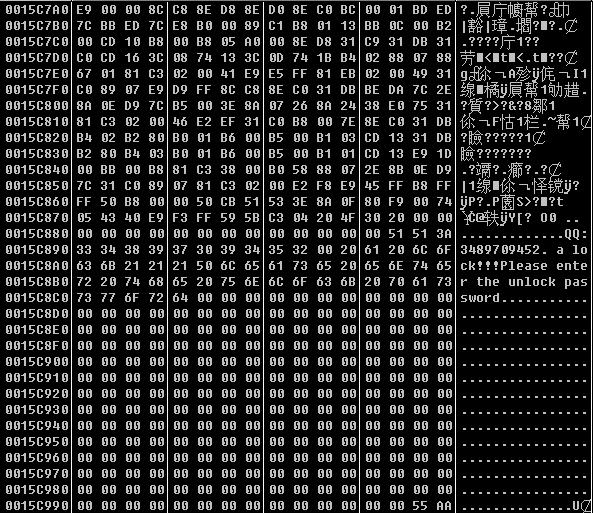 0015C7A0 E9 00 00 8C C8 8E D8 8E D0 8E C0 BC 00 01 BD ED
0015C7B0 7C BB ED 7C E8 B0 00 89 C1 B8 01 13 BB 0C 00 B2
0015C7C0 00 CD 10 B8 00 B8 05 A0 00 8E D8 31 C9 31 DB 31
0015C7D0 C0 CD 16 3C 08 74 13 3C 0D 74 1B B4 02 88 07 88
0015C7E0 67 01 81 C3 02 00 41 E9 E5 FF 81 EB 02 00 49 31
0015C7F0 C0 89 07 E9 D9 FF 8C C8 8E C0 31 DB BE DA 7C 2E
0015C800 8A 0E D9 7C B5 00 3E 8A 07 26 8A 24 38 E0 75 31
0015C810 81 C3 02 00 46 E2 EF 31 C0 B8 00 7E 8E C0 31 DB
0015C820 B4 02 B2 80 B0 01 B6 00 B5 00 B1 03 CD 13 31 DB
0015C830 B2 80 B4 03 B0 01 B6 00 B5 00 B1 01 CD 13 E9 1D
0015C840 00 BB 00 B8 81 C3 38 00 B0 58 88 07 2E 8B 0E D9
0015C850 7C 31 C0 89 07 81 C3 02 00 E2 F8 E9 45 FF B8 FF
0015C860 FF 50 B8 00 00 50 CB 51 53 3E 8A 0F 80 F9 00 74
0015C870 05 43 40 E9 F3 FF 59 5B C3 04 20 4F 30 20 00 00
0015C880 00 00 00 00 00 00 00 00 00 00 00 00 00 51 51 3A .............QQ:
0015C890 33 34 38 39 37 30 39 34 35 32 00 20 61 20 6C 6F 3489709452. a lo
0015C8A0 63 6B 21 21 21 50 6C 65 61 73 65 20 65 6E 74 65 ck!!!Please ente
0015C8B0 72 20 74 68 65 20 75 6E 6C 6F 63 6B 20 70 61 73 r the unlock pas
0015C8C0 73 77 6F 72 64 00 00 00 00 00 00 00 00 00 00 00 sword...........
0015C8D0 00 00 00 00 00 00 00 00 00 00 00 00 00 00 00 00 ................
0015C8E0 00 00 00 00 00 00 00 00 00 00 00 00 00 00 00 00 ................
0015C8F0 00 00 00 00 00 00 00 00 00 00 00 00 00 00 00 00 ................
0015C900 00 00 00 00 00 00 00 00 00 00 00 00 00 00 00 00 ................
0015C910 00 00 00 00 00 00 00 00 00 00 00 00 00 00 00 00 ................
0015C920 00 00 00 00 00 00 00 00 00 00 00 00 00 00 00 00 ................
0015C930 00 00 00 00 00 00 00 00 00 00 00 00 00 00 00 00 ................
0015C940 00 00 00 00 00 00 00 00 00 00 00 00 00 00 00 00 ................
0015C950 00 00 00 00 00 00 00 00 00 00 00 00 00 00 00 00 ................
0015C960 00 00 00 00 00 00 00 00 00 00 00 00 00 00 00 00 ................
0015C970 00 00 00 00 00 00 00 00 00 00 00 00 00 00 00 00 ................
0015C980 00 00 00 00 00 00 00 00 00 00 00 00 00 00 00 00 ................
0015C990 00 00 00 00 00 00 00 00 00 00 00 00 00 00 55 AA